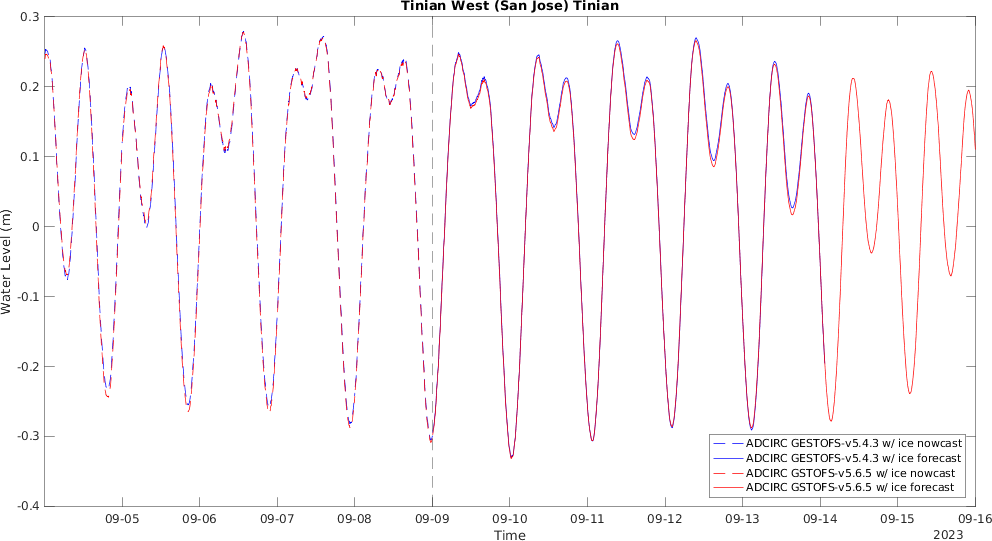 Tinian West (San Jose) Tinian
0.3
0.2
0.1
0
-0.1
-0.2
-0.3
-0.4
Water Level (m)
ADCIRC GESTOFS-v5.4.3 w/ ice nowcast
ADCIRC GESTOFS-v5.4.3 w/ ice forecast
ADCIRC GSTOFS-v5.6.5 w/ ice nowcast
ADCIRC GSTOFS-v5.6.5 w/ ice forecast
09-05 09-06 09-07 09-08 09-09 09-10 09-11 09-12 09-13 09-14 09-15 09-16
Time
2023